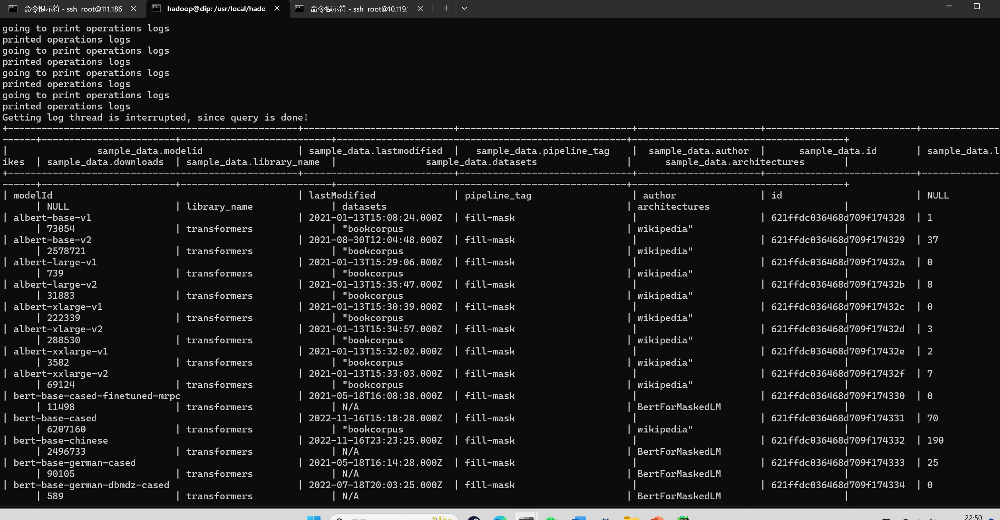 命令提示符 - ssh  root@111.186
hadoop@dip: /usr/local/hado
命令提示符 - ssh  root@10.119.
going to print operations logs
printed operations logs
going to print operations logs
printed operations logs
going to print operations logs
printed operations logs
going to print operations logs
printed operations logs
Getting log thread is interrupted, since query is done!
| sample_data.modelid | sample_data.lastmodified | sample_data.pipeline_tag | sample_data.author | sample_data.id | sample_data.l
ikes | sample_data.downloads | sample_data.library_name | sample_data.datasets | sample_data.architectures |
| modelId | lastModified | pipeline_tag | author | id | NULL
| NULL | library_name | datasets | architectures |
| albert-base-v1 | 2021-01-13T15:08:24.000Z | fill-mask | | 621ffdc036468d709f174328 | 1
| 73054 | transformers | "bookcorpus | wikipedia" |
| albert-base-v2 | 2021-08-30T12:04:48.000Z | fill-mask | | 621ffdc036468d709f174329 | 37
| 2578721 | transformers | "bookcorpus | wikipedia" |
| albert-large-v1 | 2021-01-13T15:29:06.000Z | fill-mask | | 621ffdc036468d709f17432a | 0
| 739 | transformers | "bookcorpus | wikipedia" |
| albert-large-v2 | 2021-01-13T15:35:47.000Z | fill-mask | | 621ffdc036468d709f17432b | 8
| 31883 | transformers | "bookcorpus | wikipedia" |
| albert-xlarge-v1 | 2021-01-13T15:30:39.000Z | fill-mask | | 621ffdc036468d709f17432c | 0
| 222339 | transformers | "bookcorpus | wikipedia" |
| albert-xlarge-v2 | 2021-01-13T15:34:57.000Z | fill-mask | | 621ffdc036468d709f17432d | 3
| 288530 | transformers | "bookcorpus | wikipedia" |
| albert-xxlarge-v1 | 2021-01-13T15:32:02.000Z | fill-mask | | 621ffdc036468d709f17432e | 2
| 3582 | transformers | "bookcorpus | wikipedia" |
| albert-xxlarge-v2 | 2021-01-13T15:33:03.000Z | fill-mask | | 621ffdc036468d709f17432f | 7
| 69124 | transformers | "bookcorpus | wikipedia" |
| bert-base-cased-finetuned-mrpc | 2021-05-18T16:08:38.000Z | fill-mask | | 621ffdc036468d709f174330 | 0
| 11498 | transformers | N/A | BertForMaskedLM |
| bert-base-cased | 2022-11-16T15:18:28.000Z | fill-mask | | 621ffdc036468d709f174331 | 70
| 6207160 | transformers | "bookcorpus | wikipedia" |
| bert-base-chinese | 2022-11-16T23:23:25.000Z | fill-mask | | 621ffdc036468d709f174332 | 190
| 2496733 | transformers | N/A | BertForMaskedLM |
| bert-base-german-cased | 2021-05-18T16:14:28.000Z | fill-mask | | 621ffdc036468d709f174333 | 25
| 90105 | transformers | N/A | BertForMaskedLM |
| bert-base-german-dbmdz-cased | 2022-07-18T20:03:25.000Z | fill-mask | | 621ffdc036468d709f174334 | 0
| 589 | transformers | N/A | BertForMaskedLM |
22:50